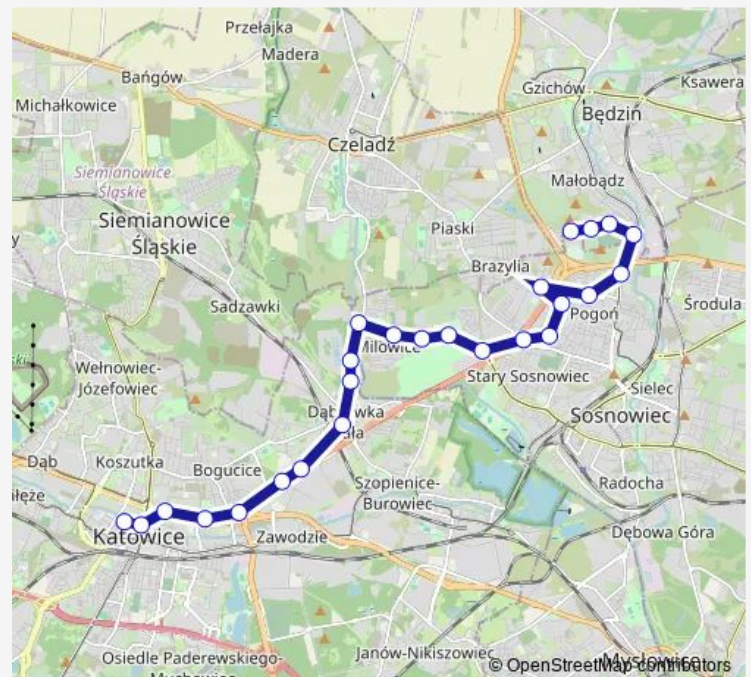 Przełajka
Madera
Bańgów
Gzichów
Ksawera
Michałkowice
Będzin
Czeladź
Siemianowice
Śląskie
Małobądz
Siemianowice
Śląskie
Piaski
Brazylia
Sadzawki
Środula
Pogoń
Milowice
Wełnowiec-
Józefowiec
Stary Sosnowiec
Sielec
Dąbrówka
Sosnowiec
Dąb
Koszutka
Bogucice
Szopienice-
Burowiec
Radocha
Katowice
Zawodzie
Dębowa Góra
Osiedle Paderewskiego-
Janów-Nikiszowiec
Mysłowice
© OpenStreetMap contributors